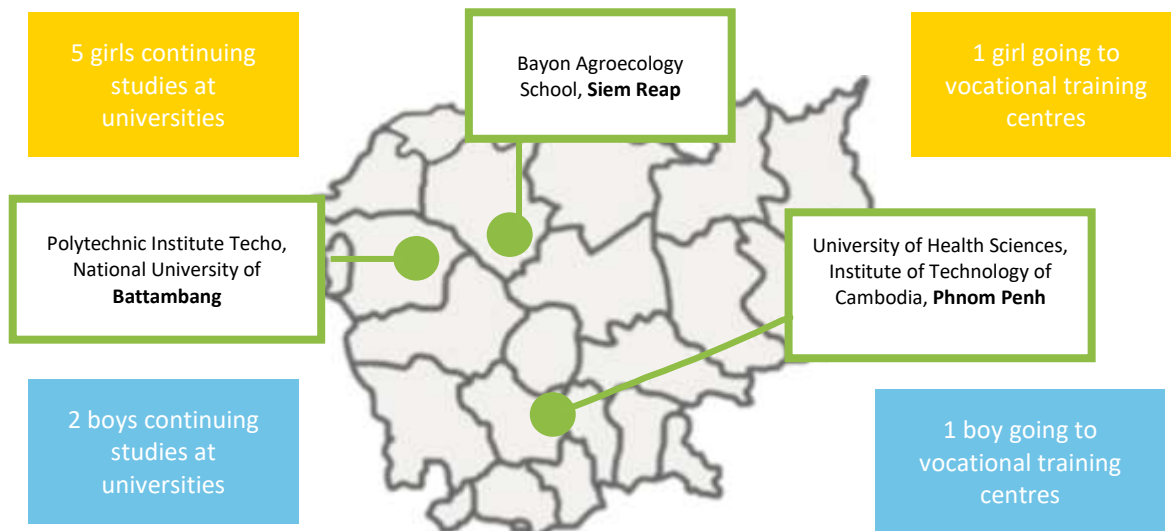 5 girls continuing
studies at
universities
Bayon Agroecology
School, Siem Reap
1 girl going to
vocational training
centres
Polytechnic Institute Techo,
National University of
Battambang
University of Health Sciences,
Institute of Technology of
Cambodia, Phnom Penh
2 boys continuing
studies at
universities
1 boy going to
vocational training
centres